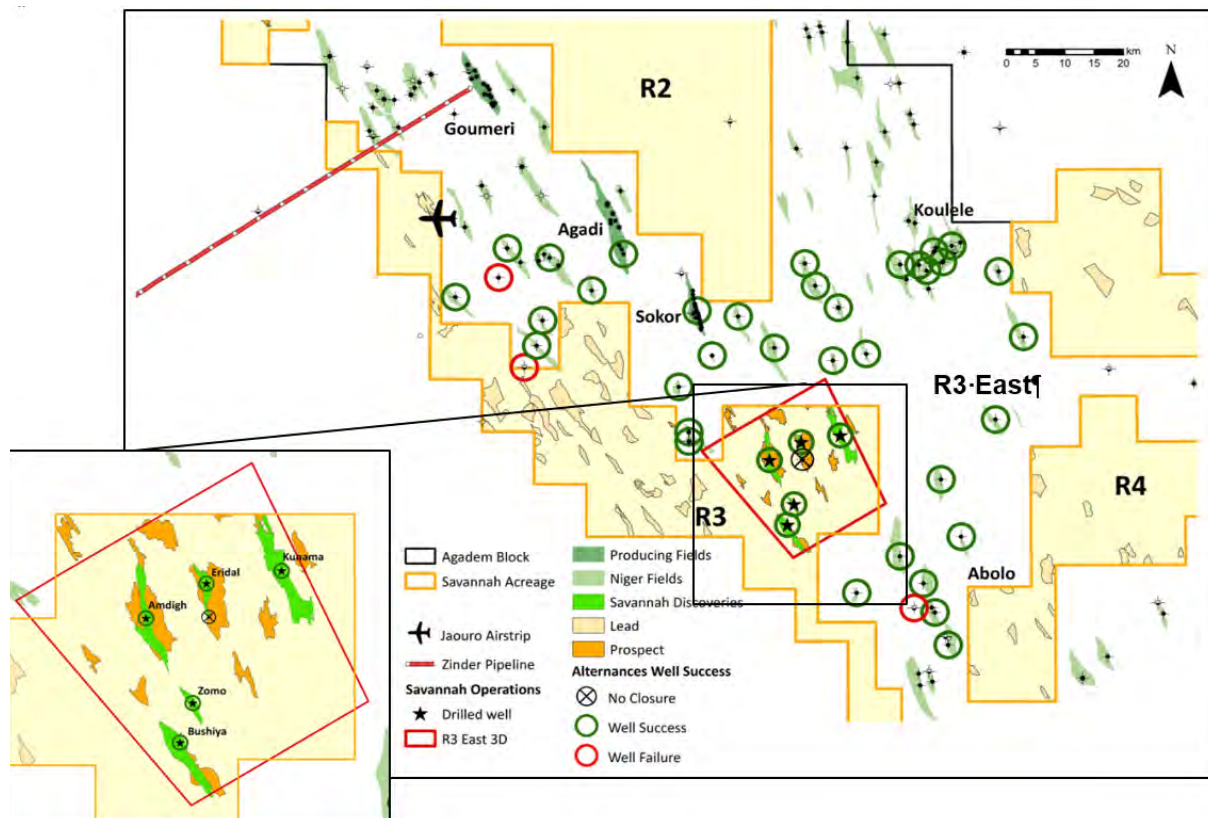 R2
km
0 5 10 15 20
N
Goumeri
Agadi
Koulele
Sokor
R3·East¶
R4
R3
Abolo
Kunama
Eridal
Amdigh
Zomo
Bushiya
Agadem Block
Savannah Acreage
Jaouro Airstrip
Zinder Pipeline
Savannah Operations
Drilled well
R3 East 3D
Producing Fields
Niger Fields
Savannah Discoveries
Lead
Prospect
Alternances Well Success
No Closure
Well Success
Well Failure